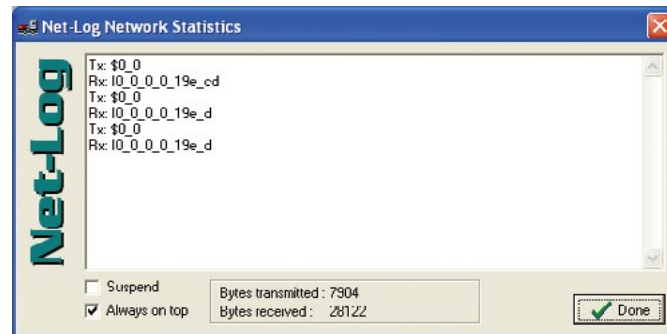 Net-Log Network Statistics
Net-Log
Tx: $0_0
Rx: I0_0_0_0_19e_cd
Tx: $0_0
Rx: I0_0_0_0_19e_d
Tx: $0_0
Rx: I0_0_0_0_19e_d
Suspend
Always on top
Bytes transmitted : 7904
Bytes received : 28122
Done